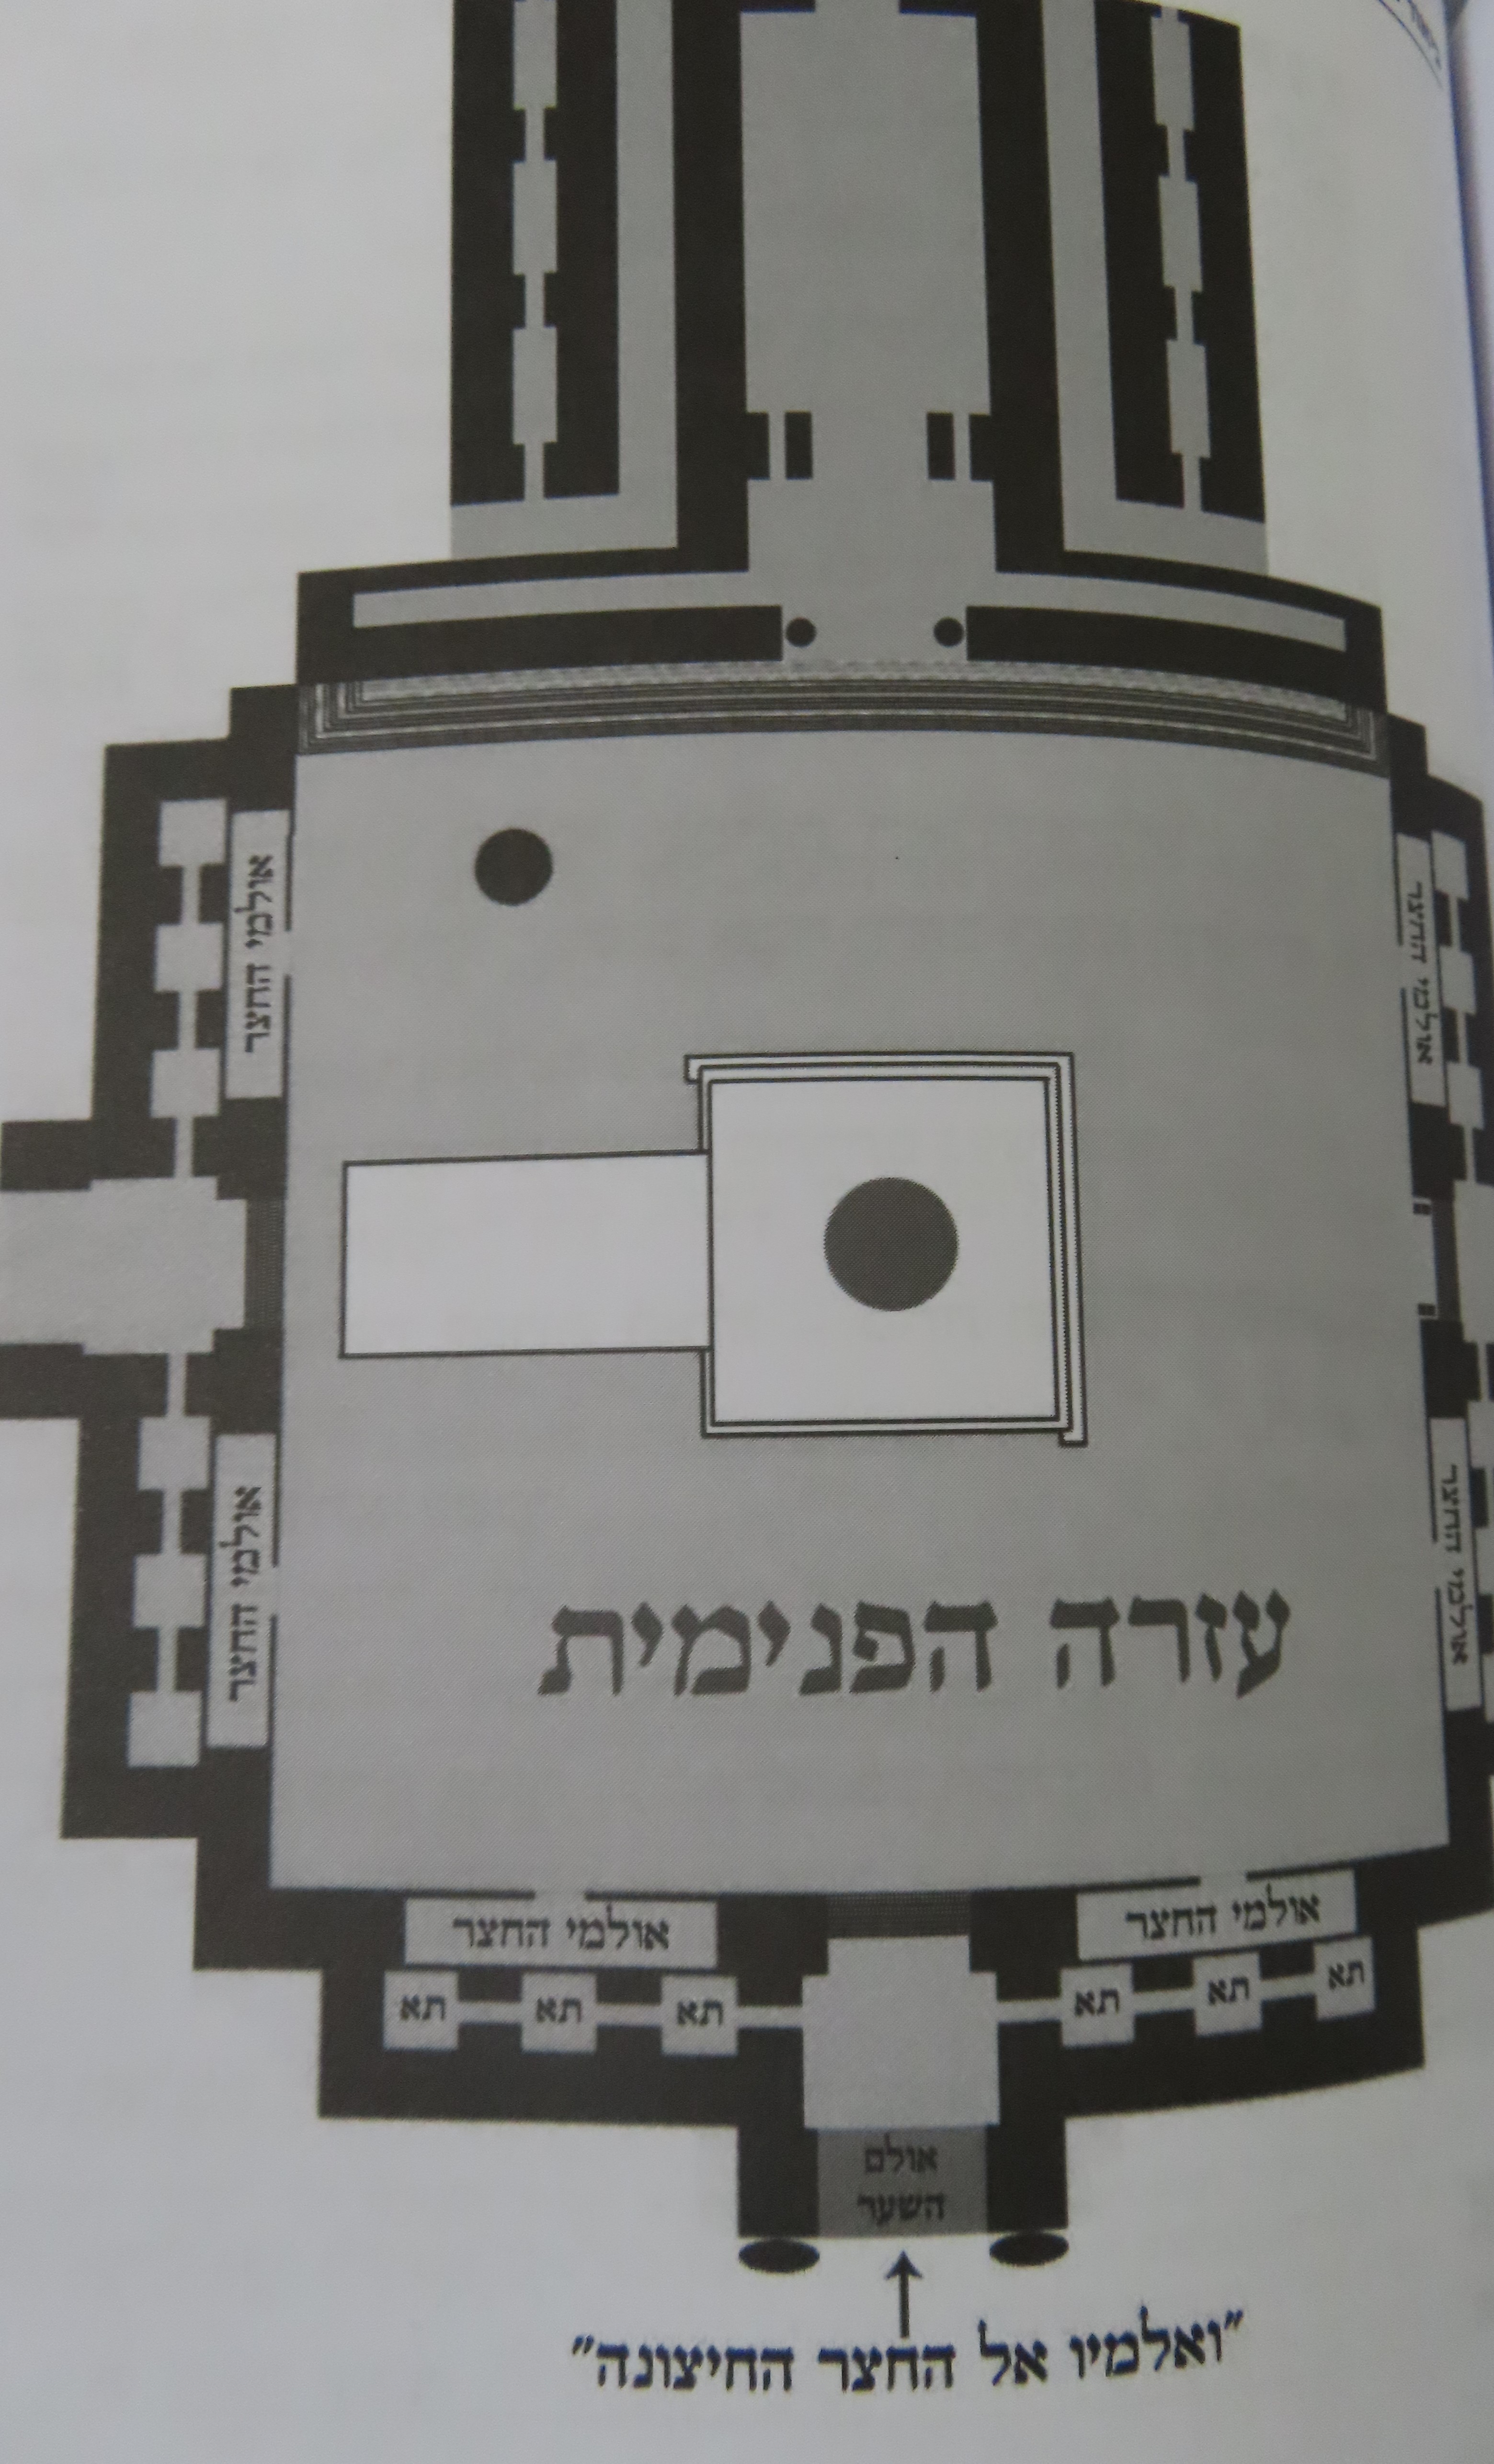 אולמי החצר
אולמי החצר
אולמי החצר
אולמי החצר
עזרה הפנימית
אולמי החצר
אולמי החצר
תא
תא
תא
תא
תא
תא
אולם
השער
"ואלמיו אל החצר החיצונה"